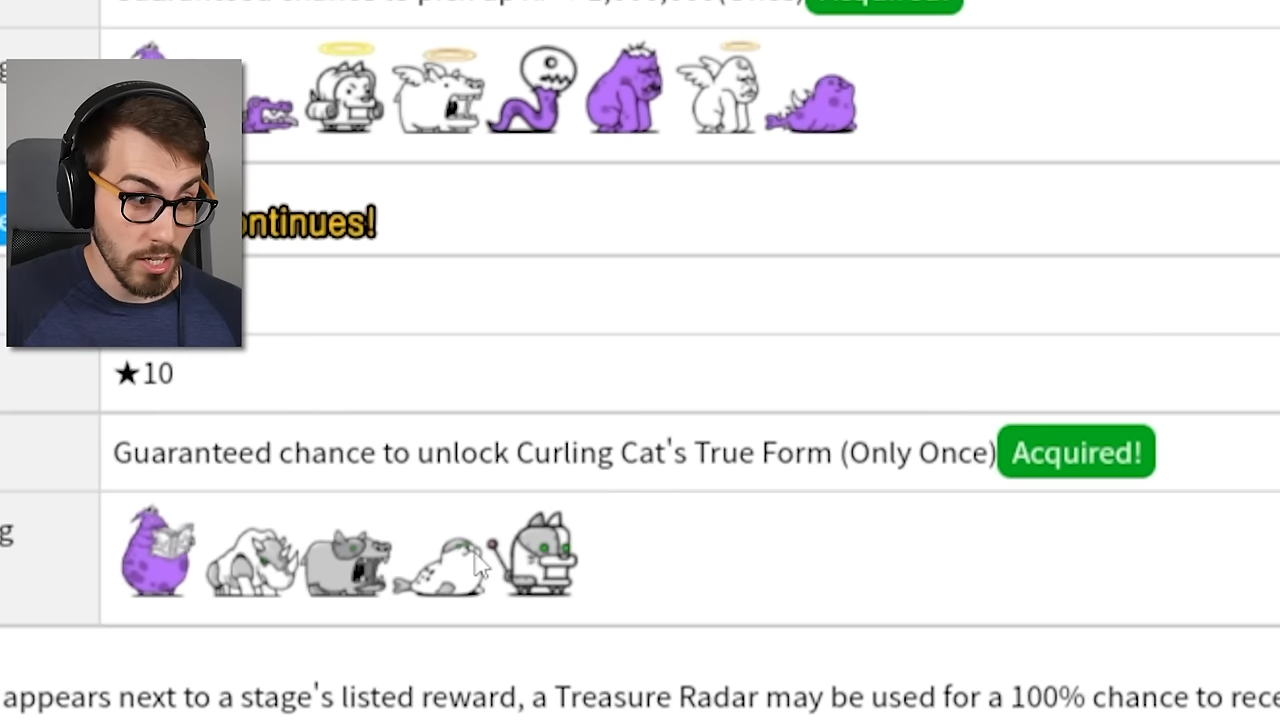 g
ontinues!
★10
Guaranteed chance to unlock Curling Cat's True Form (Only Once) Acquired!
g
appears next to a stage's listed reward, a Treasure Radar may be used for a 100% chance to rece